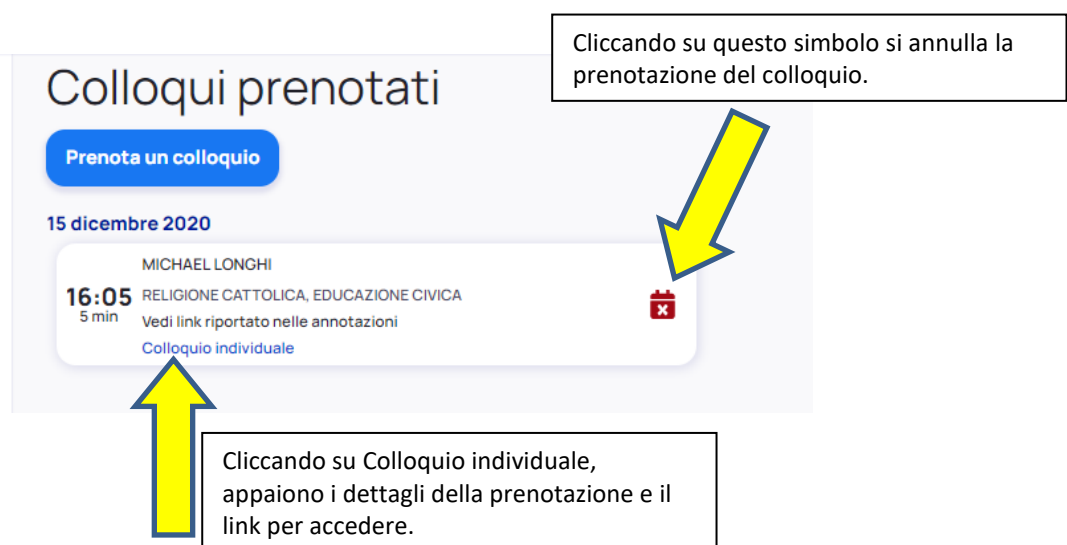 Cliccando su questo simbolo si annulla la
prenotazione del colloquio.
Colloqui prenotati
Prenota un colloquio
15 dicembre 2020
MICHAEL LONGHI
16:05 RELIGIONE CATTOLICA, EDUCAZIONE CIVICA
5 min Vedi link riportato nelle annotazioni
Colloquio individuale
Cliccando su Colloquio individuale,
appaiono i dettagli della prenotazione e il
link per accedere.